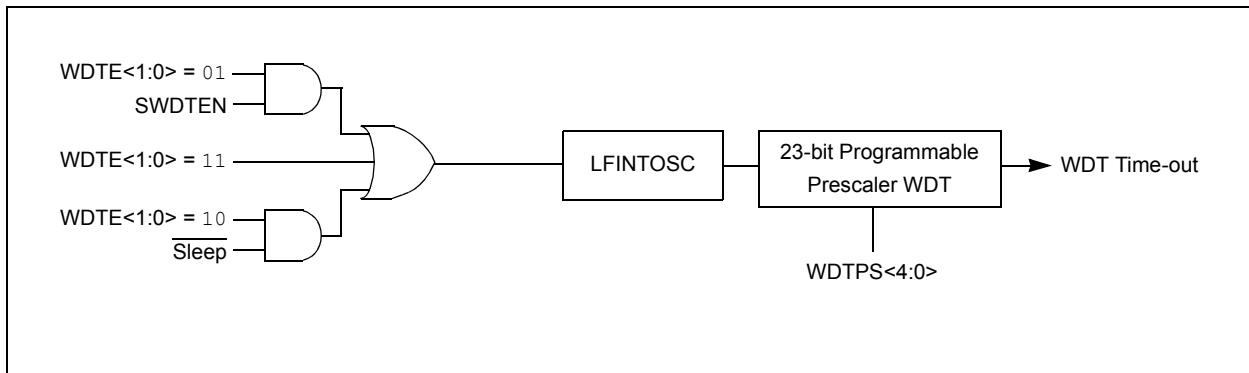 WDTE<1:0> = 01
SWDTEN
WDTE<1:0> = 11
WDTE<1:0> = 10
Sleep
LFINTOSC
23-bit Programmable
Prescaler WDT
WDT Time-out
WDTPS<4:0>